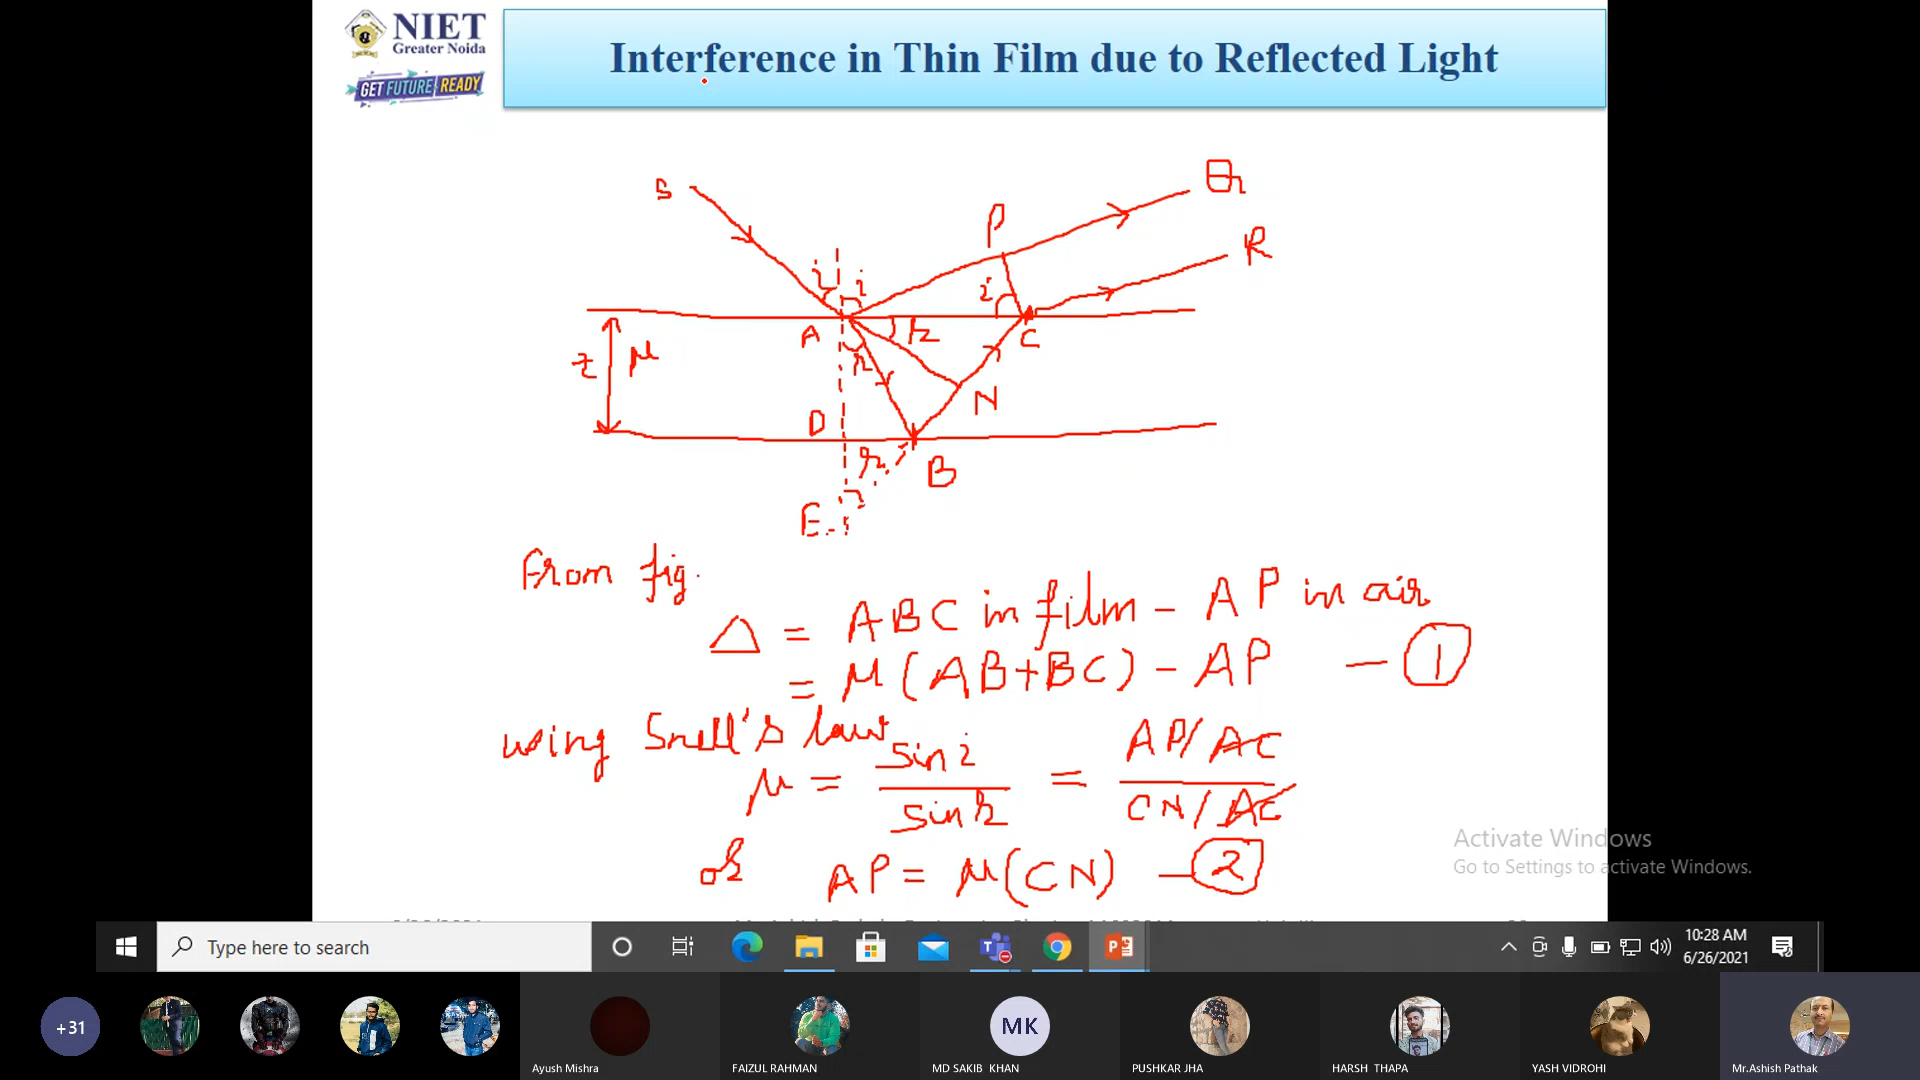 NIET
Greater Noida
GET FUTURE READY
Interference in Thin Film due to Reflected Light
S
Q
P
R
i
i
i
A
r
C
t
μ
r
N
D
r
B
E
From fig.
Δ = ABC in film - AP in air
= μ(AB+BC) - AP — 1
using Snell's law
μ = sin i / sin r = AP/AC / CN/AC
or AP = μ(CN) — 2
Activate Windows
Go to Settings to activate Windows.
Type here to search
10:28 AM
6/26/2021
+31
MK
Ayush Mishra
FAIZUL RAHMAN
MD SAKIB KHAN
PUSHKAR JHA
HARSH THAPA
YASH VIDROHI
Mr.Ashish Pathak